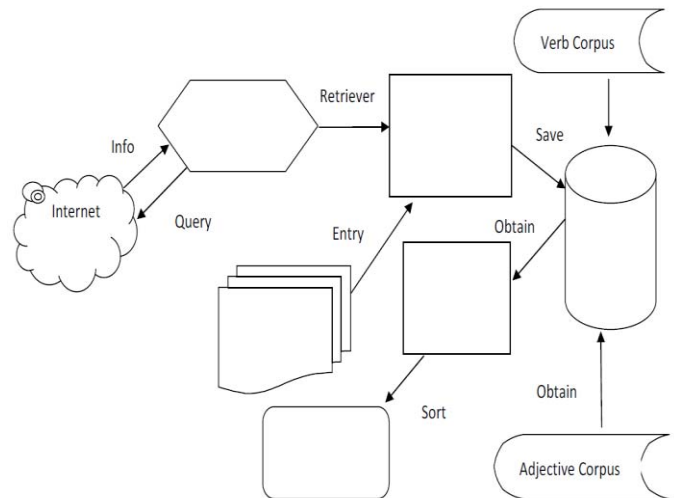 Verb Corpus
Retriever
Info
Save
Internet
Query
Entry
Obtain
Obtain
Sort
Adjective Corpus